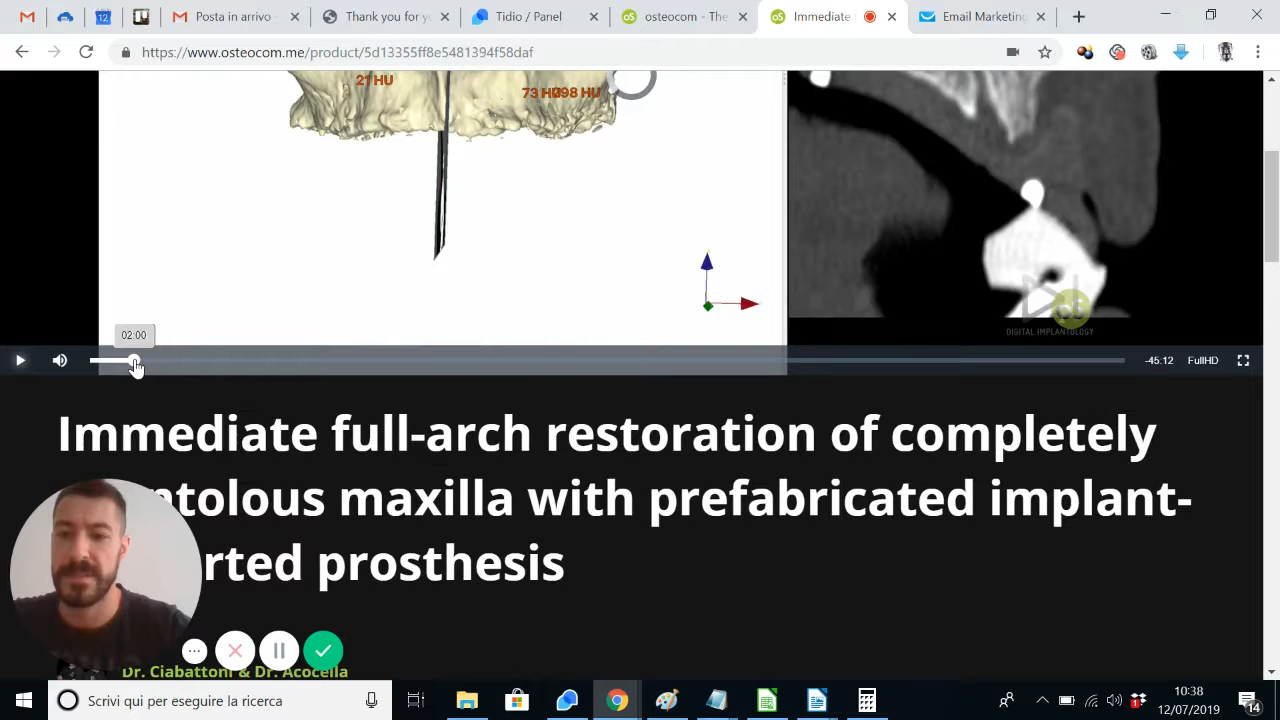 Posta in arrivo
Thank you for y
Tidio / Panel
osteocom - The
Immediate
Email Marketing
https://www.osteocom.me/product/5d13355ff8e5481394f58daf
21 HU
298 HU
DIGITAL IMPLANTOLOGY
02:00
-45.12
FullHD
Immediate full-arch restoration of completely
ntolous maxilla with prefabricated implant-
rted prosthesis
Dr. Ciabattoni & Dr. Acocella
Scrivi qui per eseguire la ricerca
10:38
12/07/2019
14